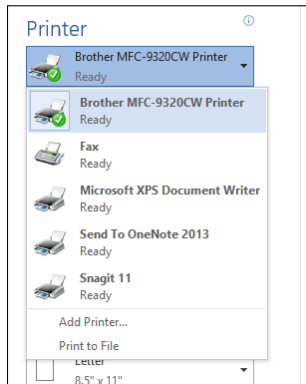 Printer
Brother MFC-9320CW Printer
Ready
Brother MFC-9320CW Printer
Ready
Fax
Ready
Microsoft XPS Document Writer
Ready
Send To OneNote 2013
Ready
Snagit 11
Ready
Add Printer...
Print to File
Letter
8.5" x 11"